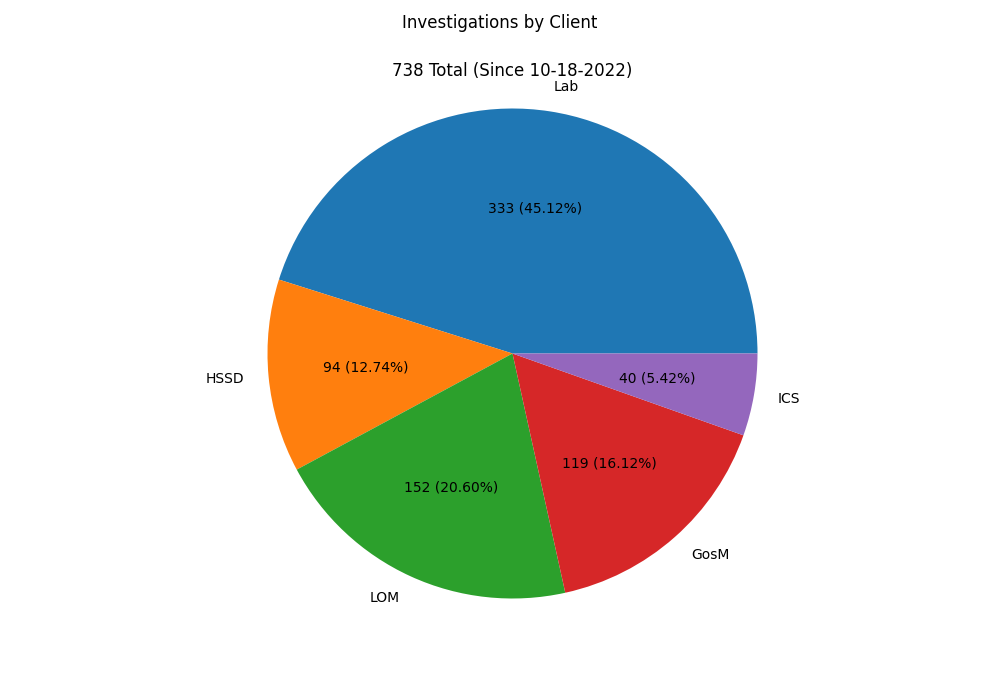 Investigations by Client
738 Total (Since 10-18-2022)
Lab
333 (45.12%)
HSSD
94 (12.74%)
40 (5.42%)
ICS
119 (16.12%)
152 (20.60%)
GosM
LOM